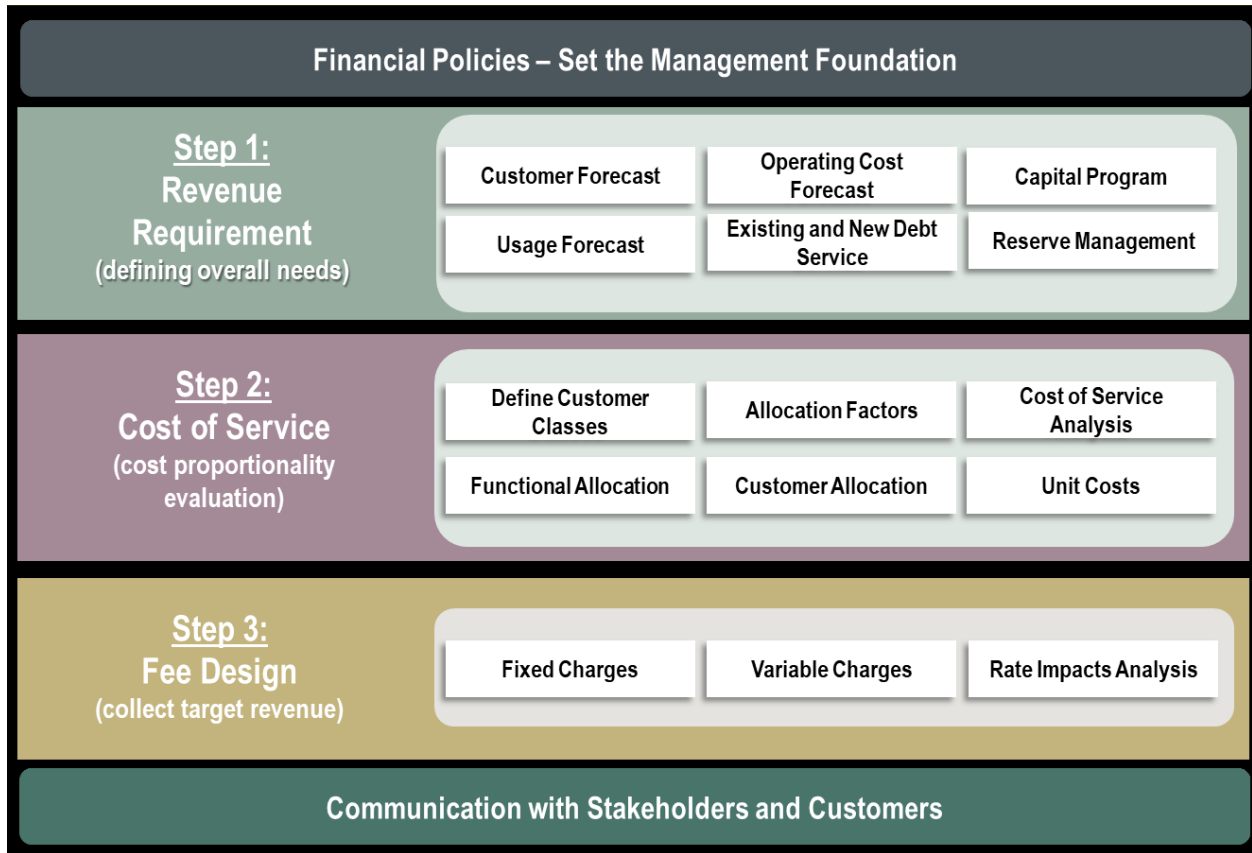 Financial Policies – Set the Management Foundation
Step 1:
Revenue
Requirement
(defining overall needs)
Customer Forecast
Operating Cost
Forecast
Capital Program
Usage Forecast
Existing and New Debt
Service
Reserve Management
Step 2:
Cost of Service
(cost proportionality
evaluation)
Define Customer
Classes
Allocation Factors
Cost of Service
Analysis
Functional Allocation
Customer Allocation
Unit Costs
Step 3:
Fee Design
(collect target revenue)
Fixed Charges
Variable Charges
Rate Impacts Analysis
Communication with Stakeholders and Customers